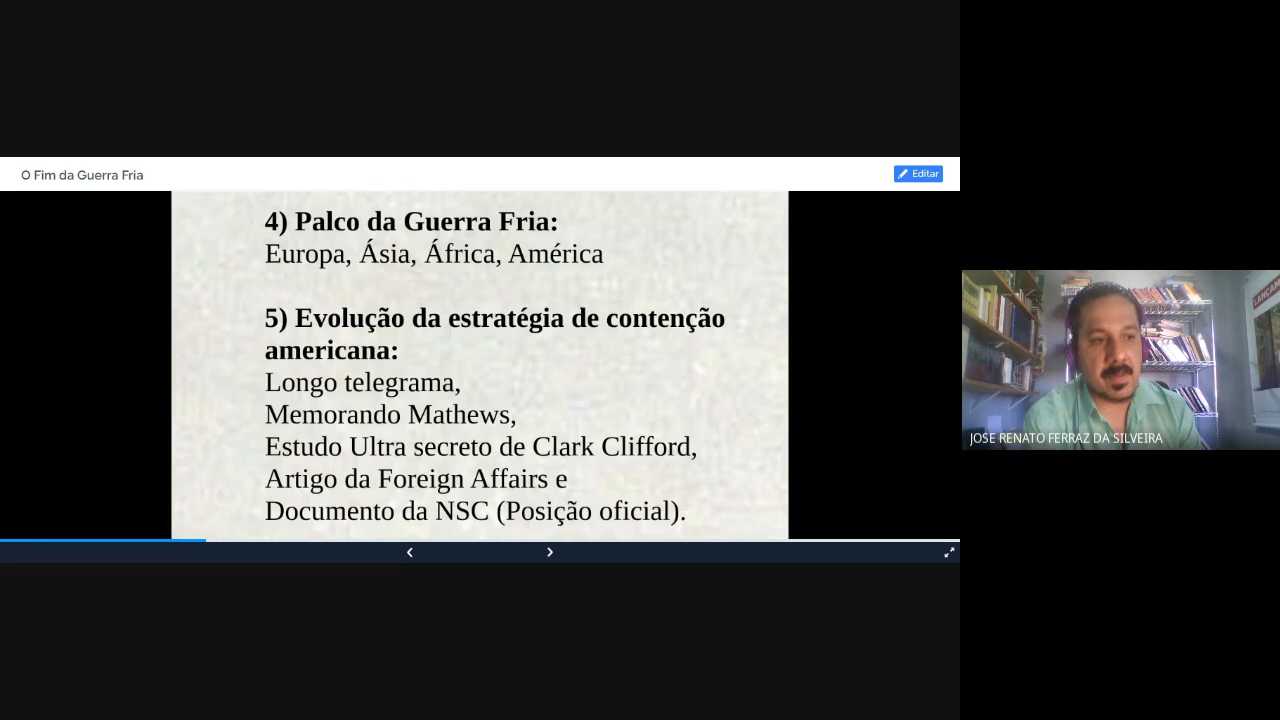 O Fim da Guerra Fria
Editar
4) Palco da Guerra Fria:
Europa, Ásia, África, América
5) Evolução da estratégia de contenção
americana:
Longo telegrama,
Memorando Mathews,
Estudo Ultra secreto de Clark Clifford,
Artigo da Foreign Affairs e
Documento da NSC (Posição oficial).
LANÇAM
JOSE RENATO FERRAZ DA SILVEIRA